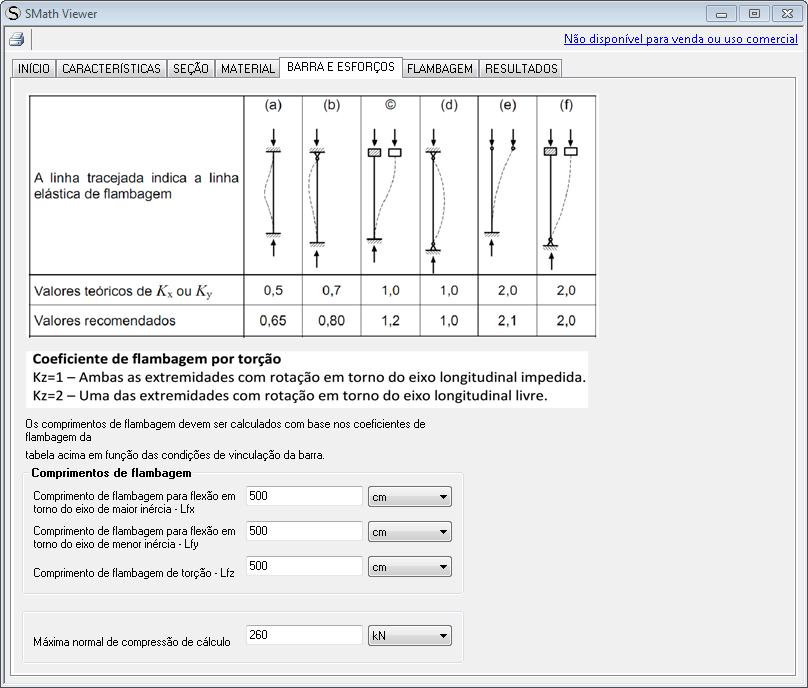 SMath Viewer
Não disponível para venda ou uso comercial
INÍCIO CARACTERÍSTICAS SEÇÃO MATERIAL BARRA E ESFORÇOS FLAMBAGEM RESULTADOS
(a) (b) © (d) (e) (f)
A linha tracejada indica a linha
elástica de flambagem
Valores teóricos de Kx ou Ky 0,5 0,7 1,0 1,0 2,0 2,0
Valores recomendados 0,65 0,80 1,2 1,0 2,1 2,0
Coeficiente de flambagem por torção
Kz=1 – Ambas as extremidades com rotação em torno do eixo longitudinal impedida.
Kz=2 – Uma das extremidades com rotação em torno do eixo longitudinal livre.
Os comprimentos de flambagem devem ser calculados com base nos coeficientes de
flambagem da
tabela acima em função das condições de vinculação da barra.
Comprimentos de flambagem
Comprimento de flambagem para flexão em
torno do eixo de maior inércia - Lfx
500 cm
Comprimento de flambagem para flexão em
torno do eixo de menor inércia - Lfy
500 cm
Comprimento de flambagem de torção - Lfz
500 cm
Máxima normal de compressão de cálculo
260 kN